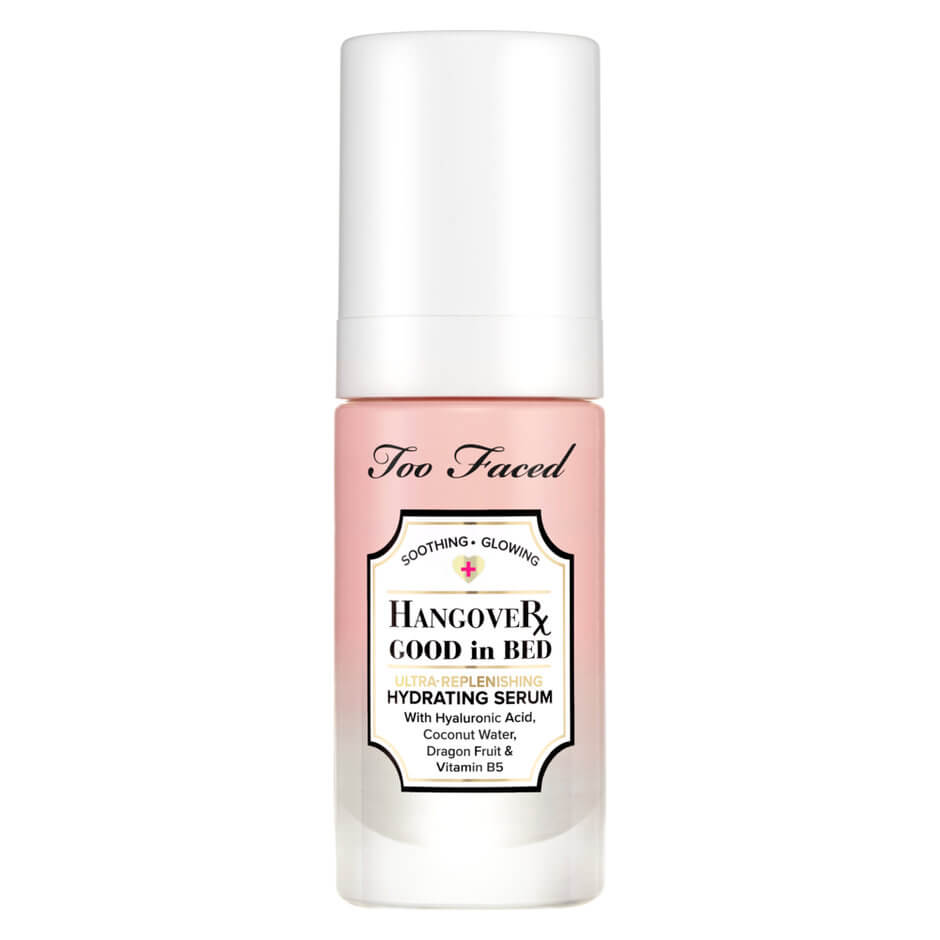 Too Faced
SOOTHING • GLOWING
HANGOVERx
GOOD in BED
ULTRA-REPLENISHING
HYDRATING SERUM
With Hyaluronic Acid,
Coconut Water,
Dragon Fruit &
Vitamin B5